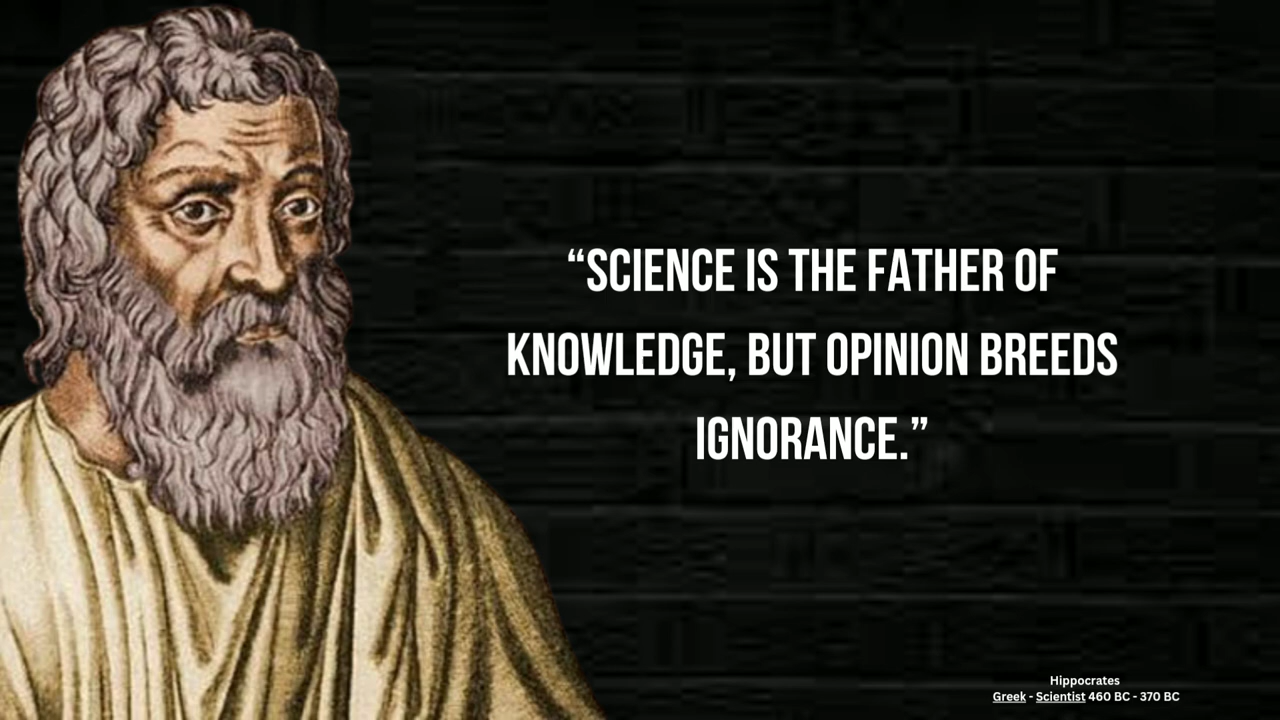 “SCIENCE IS THE FATHER OF
KNOWLEDGE, BUT OPINION BREEDS
IGNORANCE.”
Hippocrates
Greek - Scientist 460 BC - 370 BC